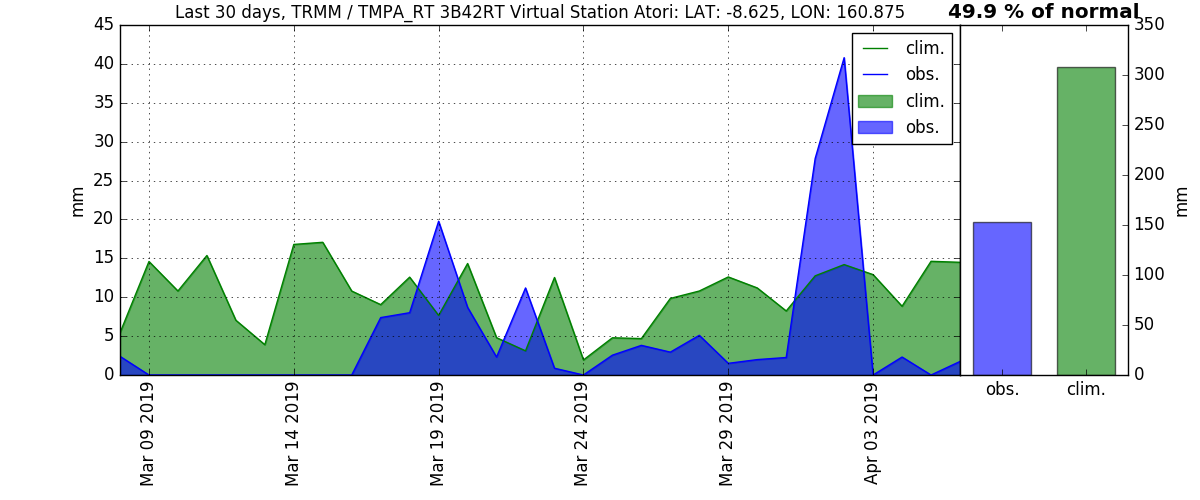 Last 30 days, TRMM / TMPA_RT 3B42RT Virtual Station Atori: LAT: -8.625, LON: 160.875
49.9 % of normal
45
40
35
30
25
20
15
10
5
0
mm
clim.
obs.
clim.
obs.
Mar 09 2019
Mar 14 2019
Mar 19 2019
Mar 24 2019
Mar 29 2019
Apr 03 2019
350
300
250
200
150
100
50
0
mm
obs.
clim.